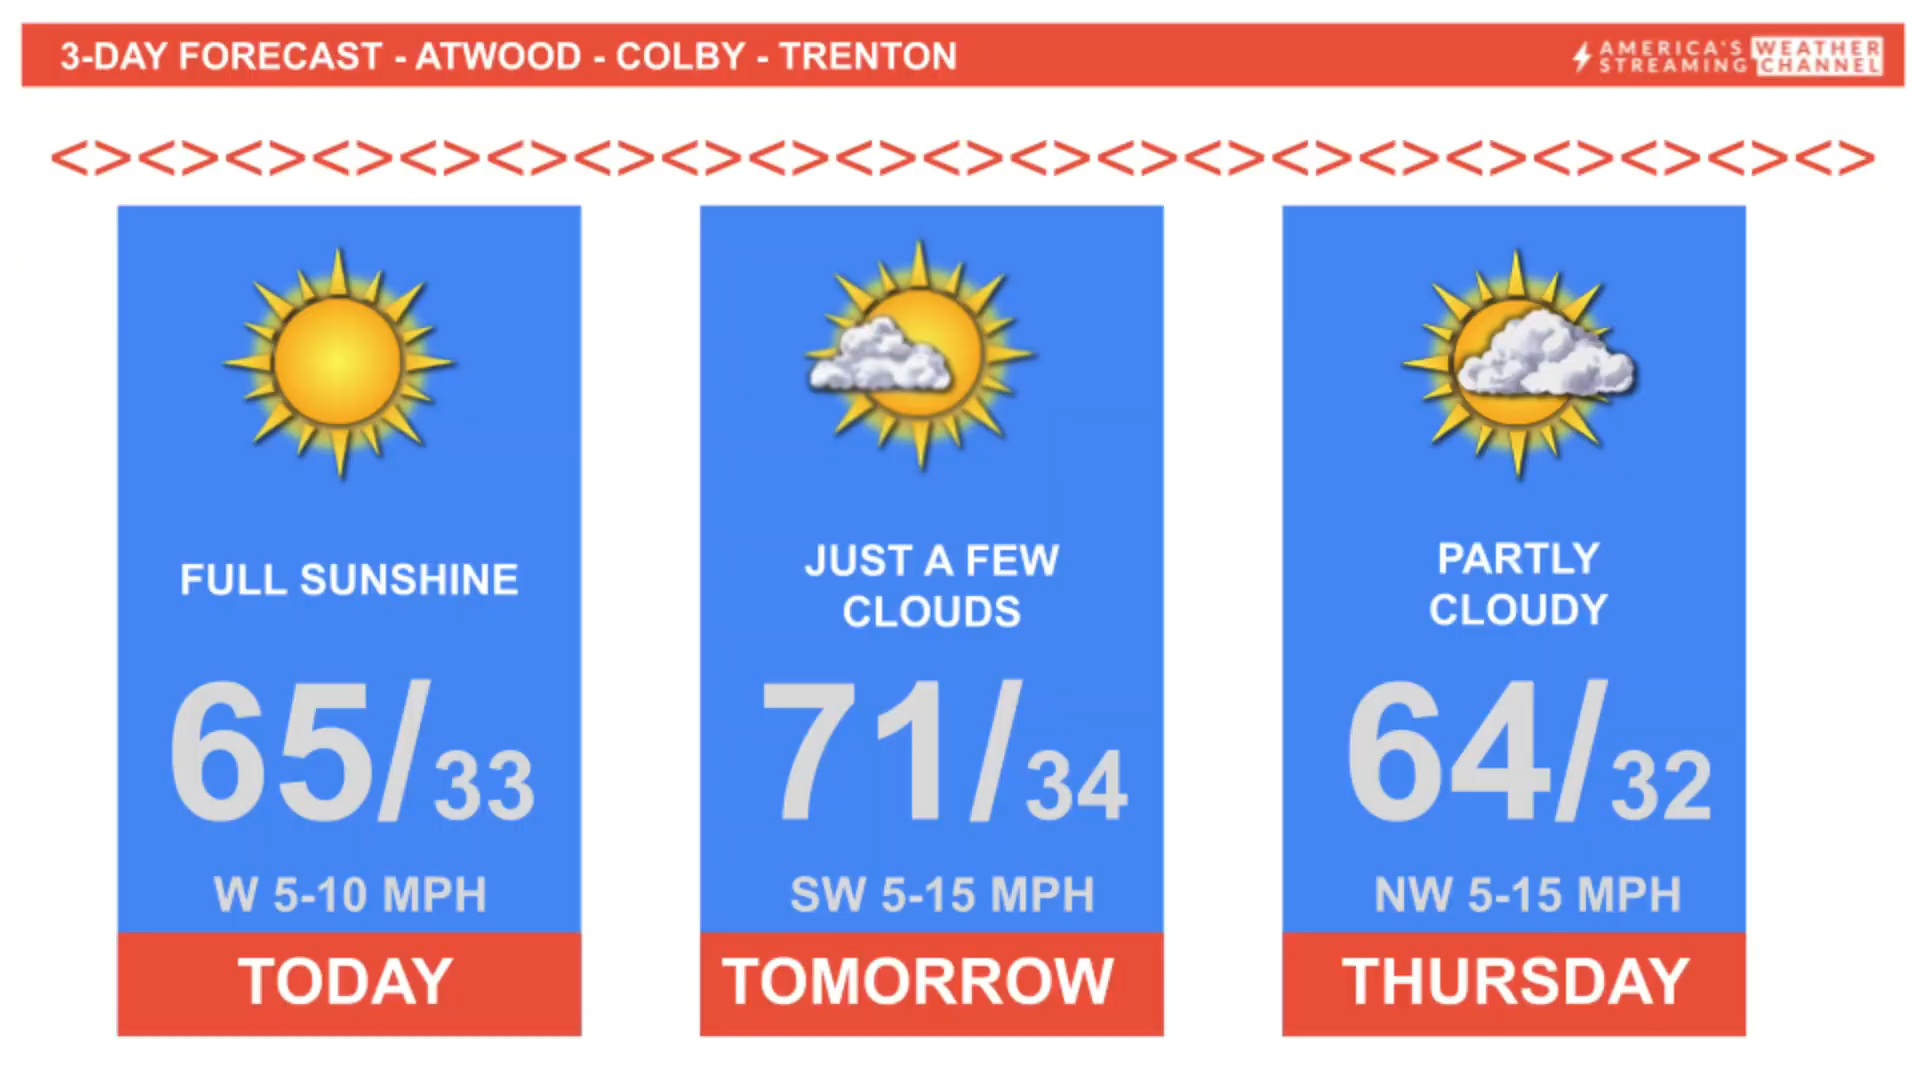 3-DAY FORECAST - ATWOOD - COLBY - TRENTON
AMERICA'S STREAMING WEATHER CHANNEL
<><><><><><><><><><><><><><><><><><><><><>
FULL SUNSHINE
65/33
W 5-10 MPH
TODAY
JUST A FEW
CLOUDS
71/34
SW 5-15 MPH
TOMORROW
PARTLY
CLOUDY
64/32
NW 5-15 MPH
THURSDAY